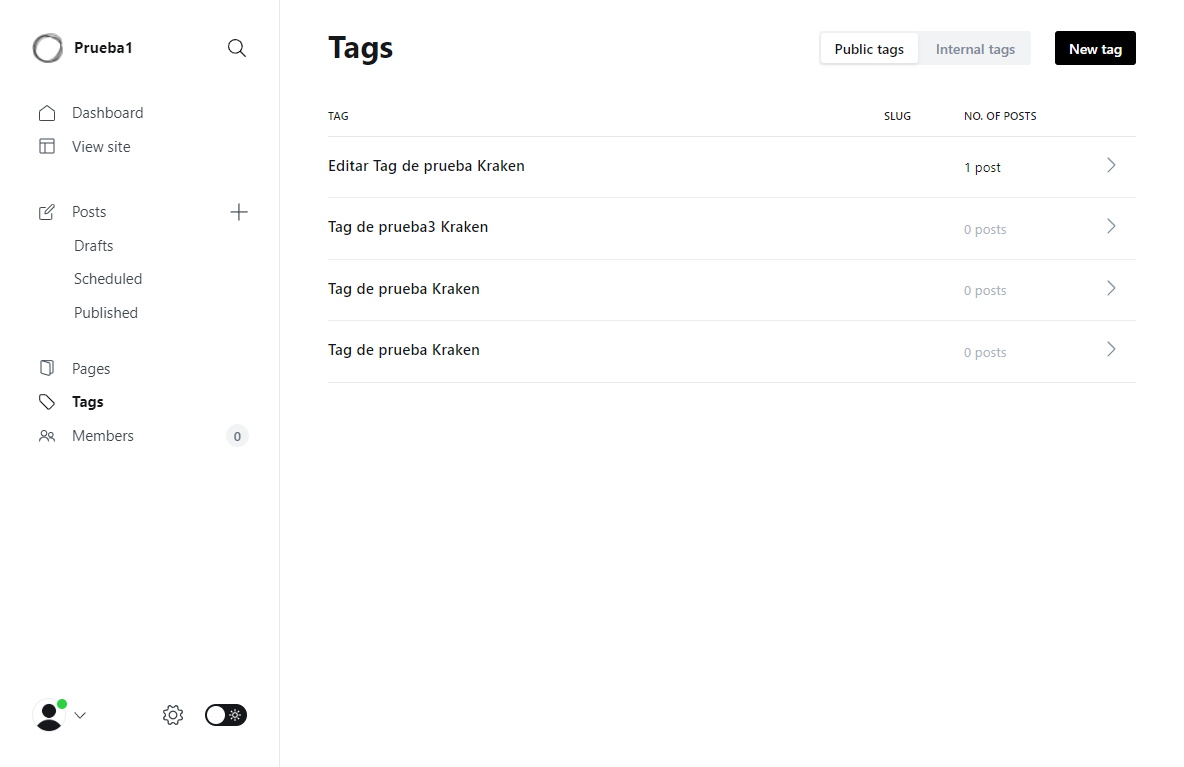 Prueba1
Dashboard
View site
Posts
Drafts
Scheduled
Published
Pages
Tags
Members 0
Tags
Public tags Internal tags New tag
TAG SLUG NO. OF POSTS
Editar Tag de prueba Kraken 1 post
Tag de prueba3 Kraken 0 posts
Tag de prueba Kraken 0 posts
Tag de prueba Kraken 0 posts